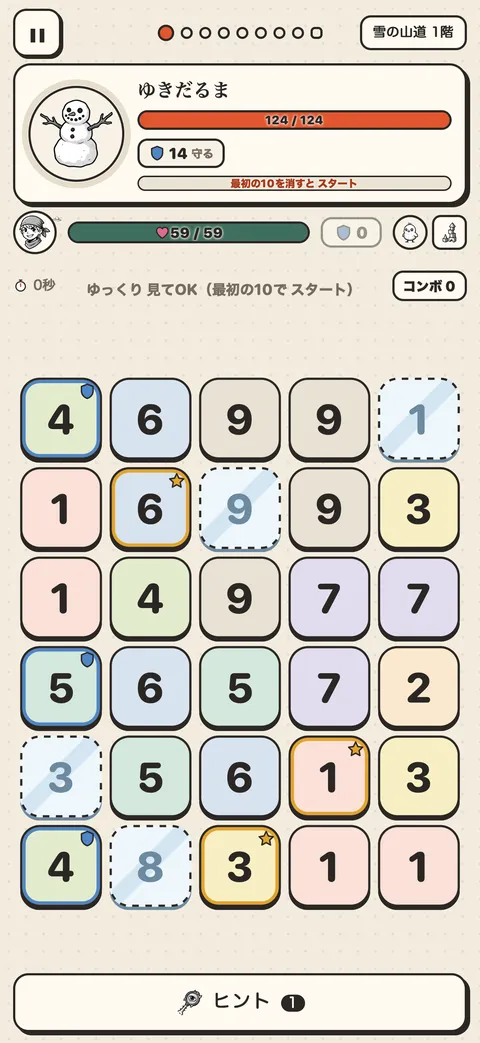 雪の山道 1階
ゆきだるま
124 / 124
14 守る
最初の10を消すと スタート
59 / 59
0
0秒
ゆっくり 見てOK（最初の10で スタート）
コンボ 0
4 6 9 9 1
1 6 9 9 3
1 4 9 7 7
5 6 5 7 2
3 5 6 1 3
4 8 3 1 1
ヒント 1